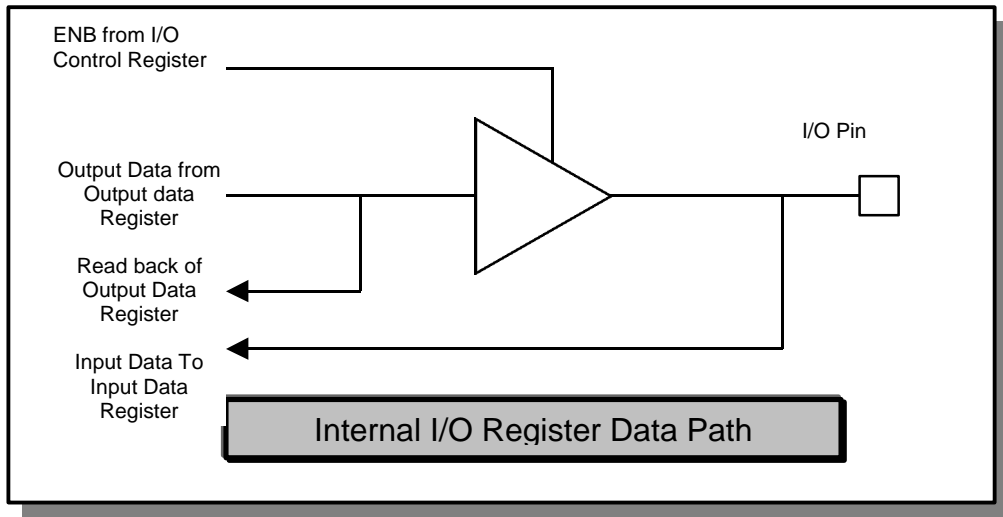 ENB from I/O
Control Register
I/O Pin
Output Data from
Output data
Register
Read back of
Output Data
Register
Input Data To
Input Data
Register
Internal I/O Register Data Path